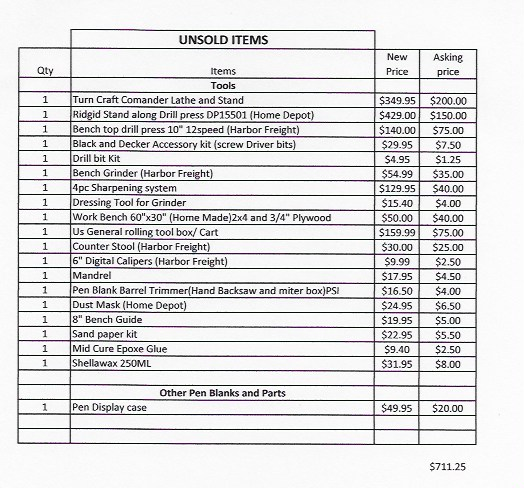 UNSOLD ITEMS
Qty Items New Price Asking price
Tools
1 Turn Craft Comander Lathe and Stand $349.95 $200.00
1 Ridgid Stand along Drill press DP15501 (Home Depot) $429.00 $150.00
1 Bench top drill press 10" 12speed (Harbor Freight) $140.00 $75.00
1 Black and Decker Accessory kit (screw Driver bits) $29.95 $7.50
1 Drill bit Kit $4.95 $1.25
1 Bench Grinder (Harbor Freight) $54.99 $35.00
1 4pc Sharpening system $129.95 $40.00
1 Dressing Tool for Grinder $15.40 $4.00
1 Work Bench 60"x30" (Home Made)2x4 and 3/4" Plywood $50.00 $40.00
1 Us General rolling tool box/ Cart $159.99 $75.00
1 Counter Stool (Harbor Freight) $30.00 $25.00
1 6" Digital Calipers (Harbor Freight) $9.99 $2.50
1 Mandrel $17.95 $4.50
1 Pen Blank Barrel Trimmer(Hand Backsaw and miter box)PSI $16.50 $4.00
1 Dust Mask (Home Depot) $24.95 $6.50
1 8" Bench Guide $19.95 $5.00
1 Sand paper kit $22.95 $5.50
1 Mid Cure Epoxe Glue $9.40 $2.50
1 Shellawax 250ML $31.95 $8.00
Other Pen Blanks and Parts
1 Pen Display case $49.95 $20.00
$711.25